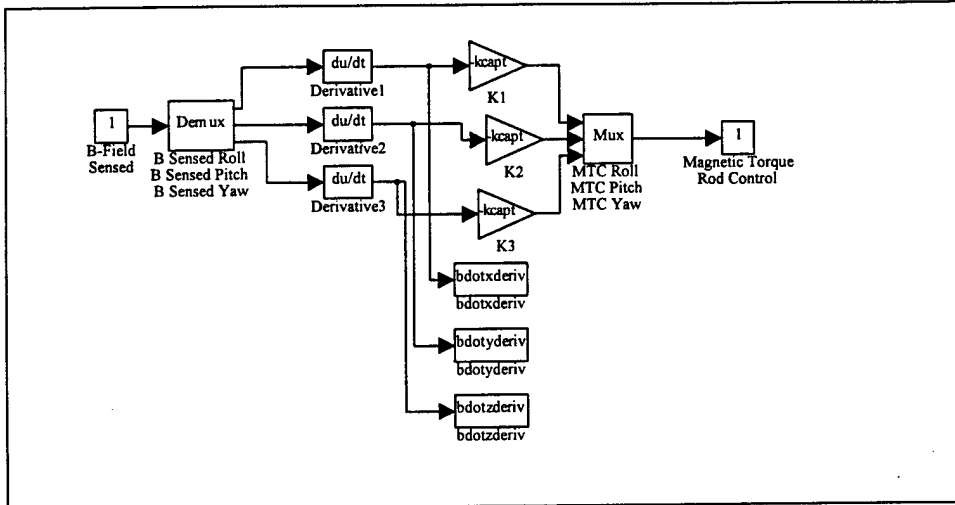 du/dt
Derivative1
-kcapt
K1
1
B-Field
Sensed
Demux
B Sensed Roll
B Sensed Pitch
B Sensed Yaw
du/dt
Derivative2
-kcapt
K2
Mux
MTC Roll
MTC Pitch
MTC Yaw
1
Magnetic Torque
Rod Control
du/dt
Derivative3
-kcapt
K3
bdotxderiv
bdotxderiv
bdotyderiv
bdotyderiv
bdotzderiv
bdotzderiv